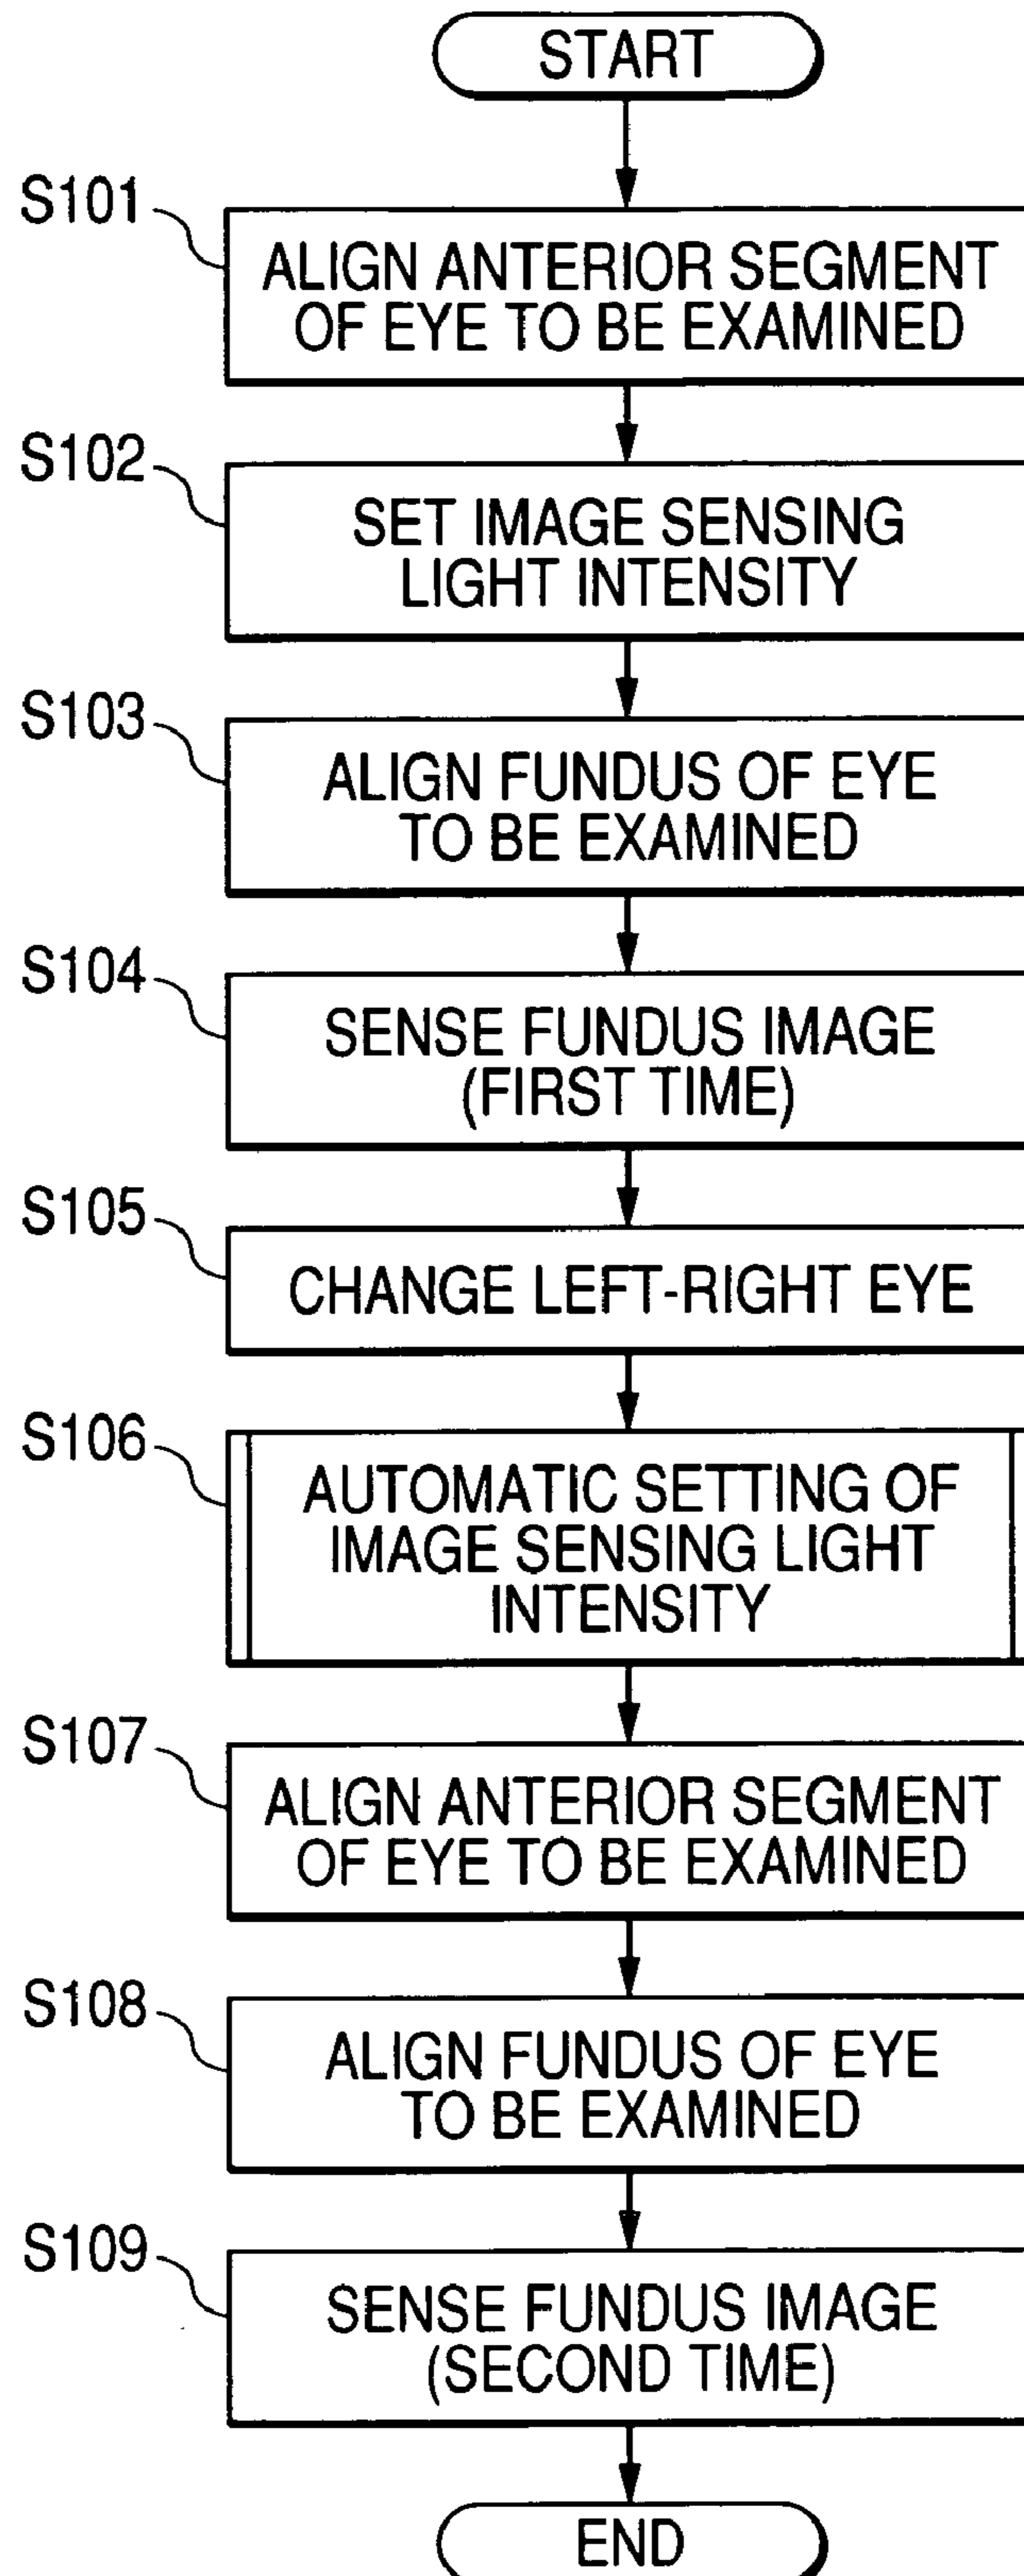 START
S101
ALIGN ANTERIOR SEGMENT
OF EYE TO BE EXAMINED
S102
SET IMAGE SENSING
LIGHT INTENSITY
S103
ALIGN FUNDUS OF EYE
TO BE EXAMINED
S104
SENSE FUNDUS IMAGE
(FIRST TIME)
S105
CHANGE LEFT-RIGHT EYE
S106
AUTOMATIC SETTING OF
IMAGE SENSING LIGHT
INTENSITY
S107
ALIGN ANTERIOR SEGMENT
OF EYE TO BE EXAMINED
S108
ALIGN FUNDUS OF EYE
TO BE EXAMINED
S109
SENSE FUNDUS IMAGE
(SECOND TIME)
END